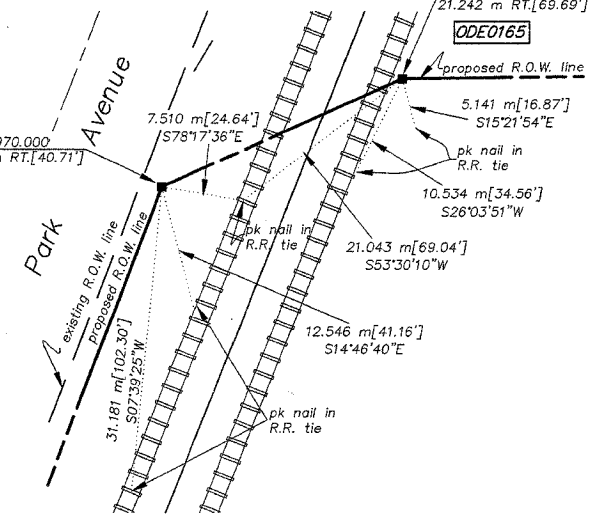 21.242 m RT.[69.69']
ODE0165
proposed R.O.W. line
Avenue
7.510 m[24.64']
S78°17'36"E
5.141 m[16.87']
S15°21'54"E
970.000
m RT.[40.71']
pk nail in
R.R. tie
10.534 m[34.56']
S26°03'51"W
Park
pk nail in
R.R. tie
21.043 m[69.04']
S53°30'10"W
existing R.O.W. line
proposed R.O.W. line
12.546 m[41.16']
S14°46'40"E
31.181 m[102.30']
S07°39'25"W
pk nail in
R.R. tie